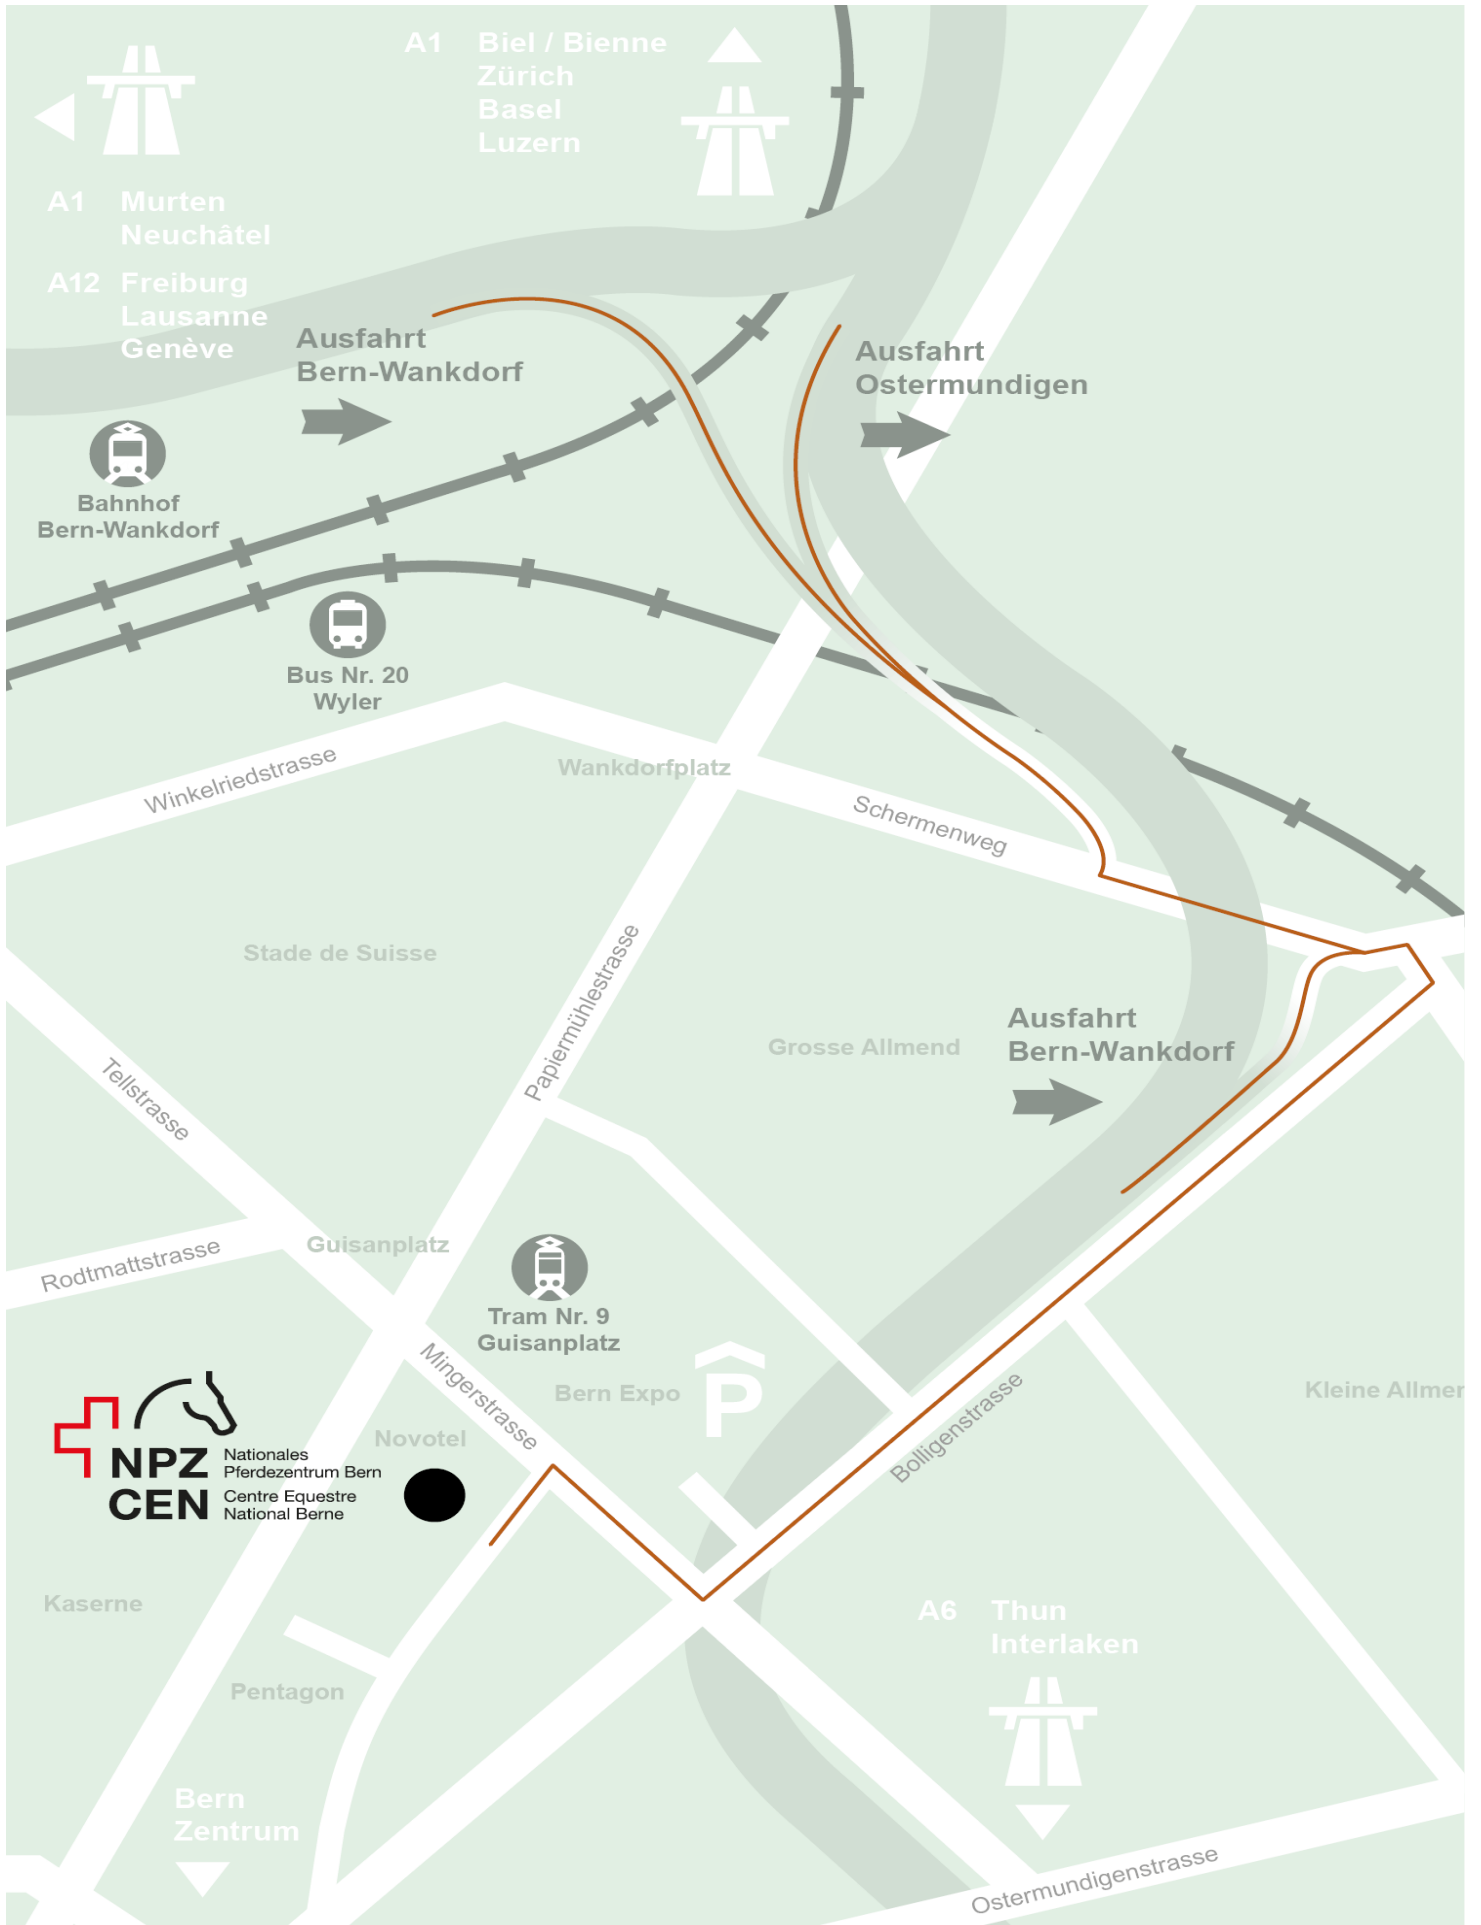 A1 Biel / Bienne
Zürich
Basel
Luzern
A1 Murten
Neuchâtel
A12 Freiburg
Lausanne
Genève
Ausfahrt
Bern-Wankdorf
Ausfahrt
Ostermundigen
Bahnhof
Bern-Wankdorf
Bus Nr. 20
Wyler
Winkelriedstrasse
Wankdorfplatz
Schermenweg
Stade de Suisse
Papiermühlestrasse
Grosse Allmend
Ausfahrt
Bern-Wankdorf
Tellstrasse
Rodtmattstrasse
Guisanplatz
Tram Nr. 9
Guisanplatz
Mingerstrasse
Bern Expo
P
Bolligenstrasse
Kleine Allmer
Novotel
NPZ Nationales
Pferdezentrum Bern
CEN Centre Equestre
National Berne
Kaserne
A6 Thun
Interlaken
Pentagon
Bern
Zentrum
Ostermundigenstrasse